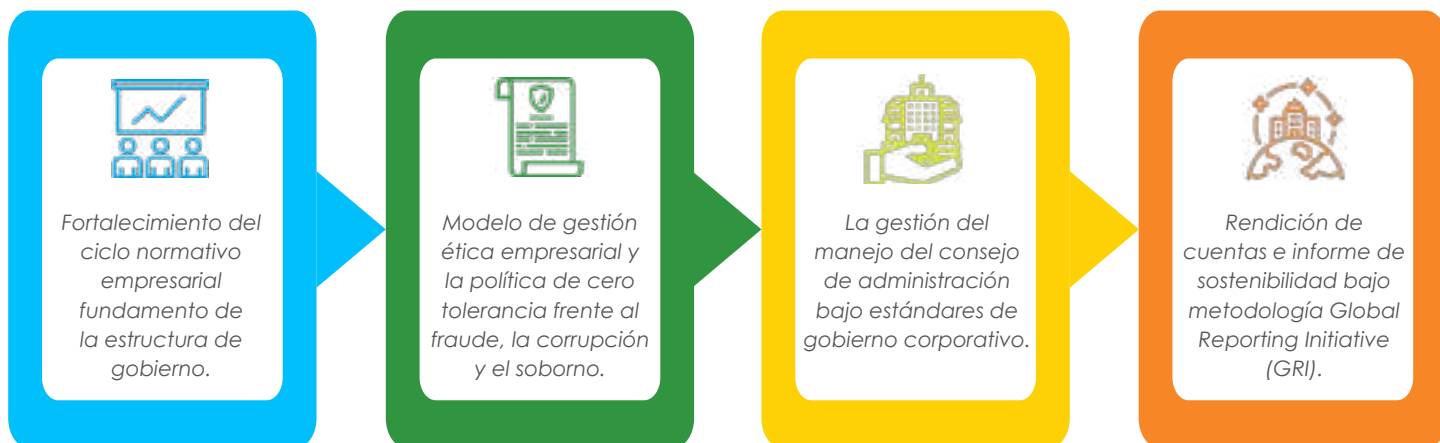 Fortalecimiento del
ciclo normativo
empresarial
fundamento de
la estructura de
gobierno.
Modelo de gestión
ética empresarial y
la política de cero
tolerancia frente al
fraude, la corrupción
y el soborno.
La gestión del
manejo del consejo
de administración
bajo estándares de
gobierno corporativo.
Rendición de
cuentas e informe de
sostenibilidad bajo
metodología Global
Reporting Initiative
(GRI).